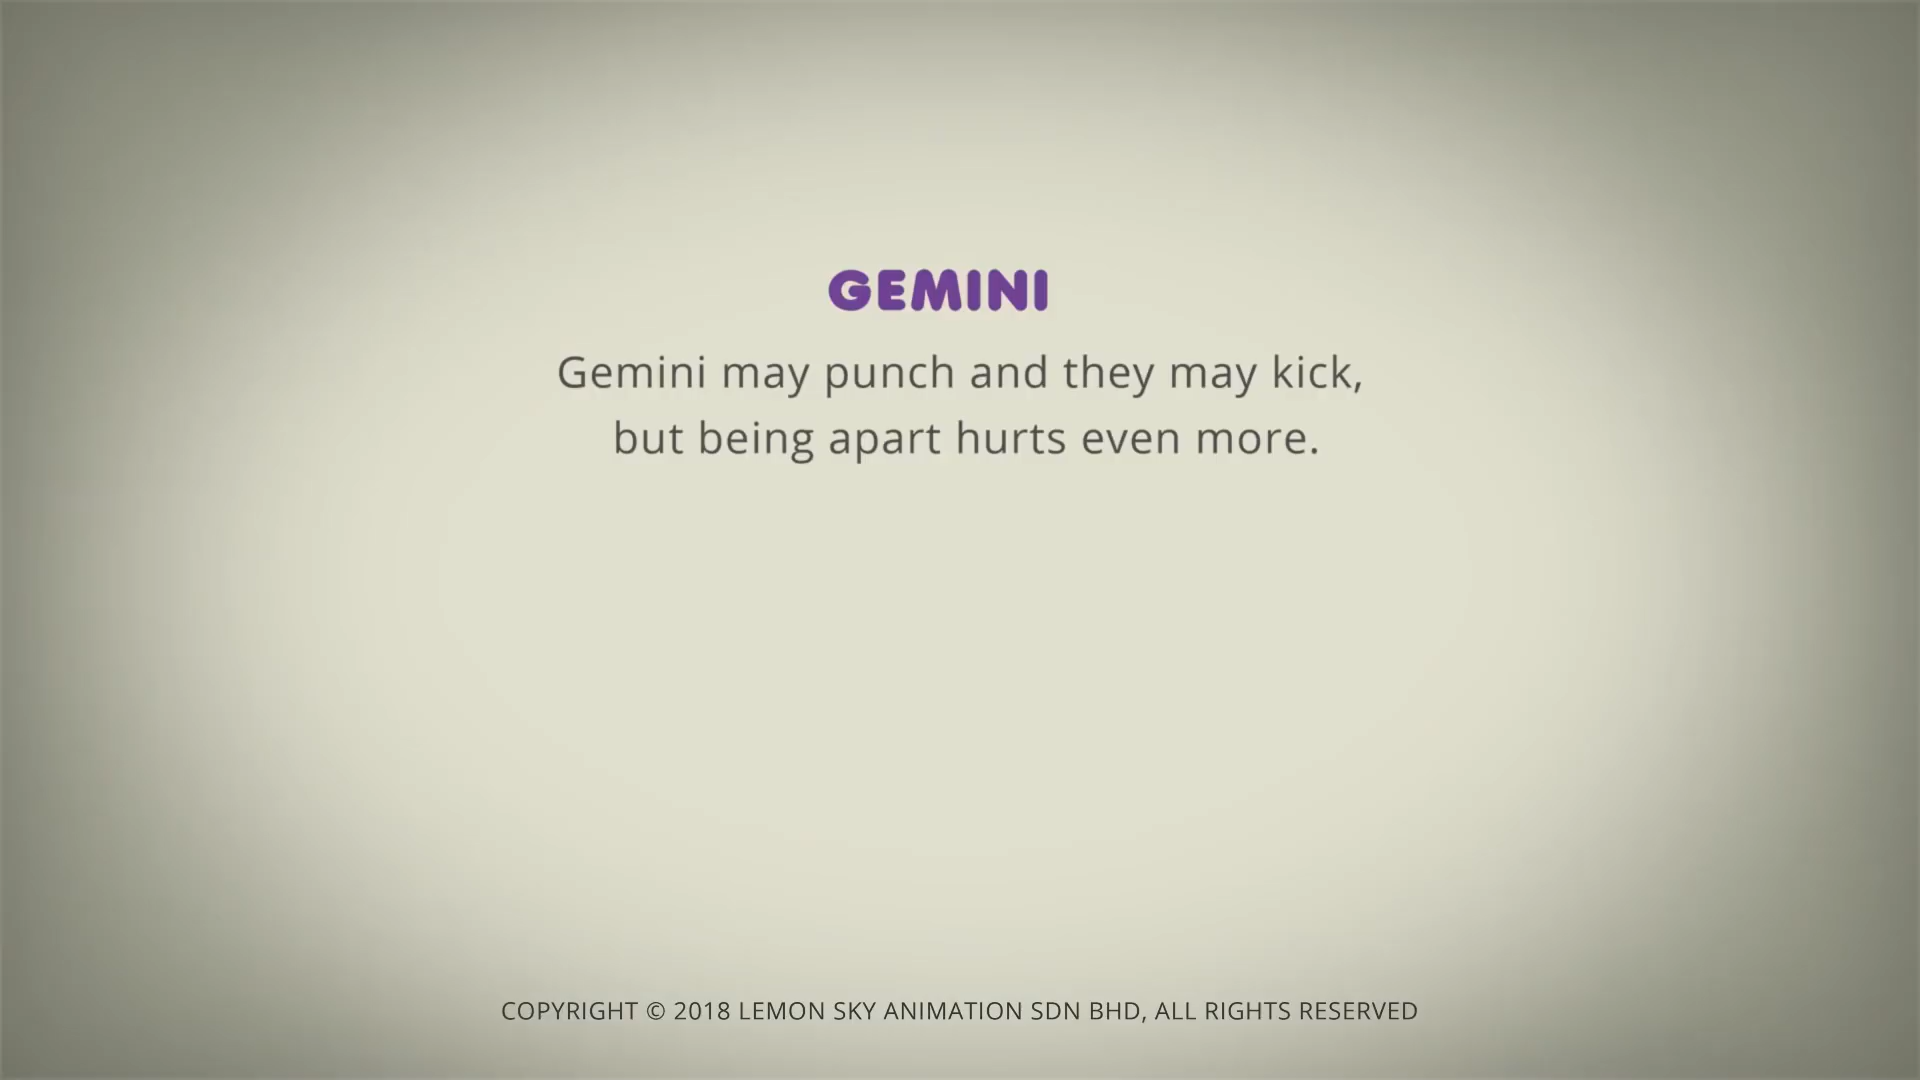 GEMINI
Gemini may punch and they may kick,
but being apart hurts even more.
COPYRIGHT © 2018 LEMON SKY ANIMATION SDN BHD, ALL RIGHTS RESERVED